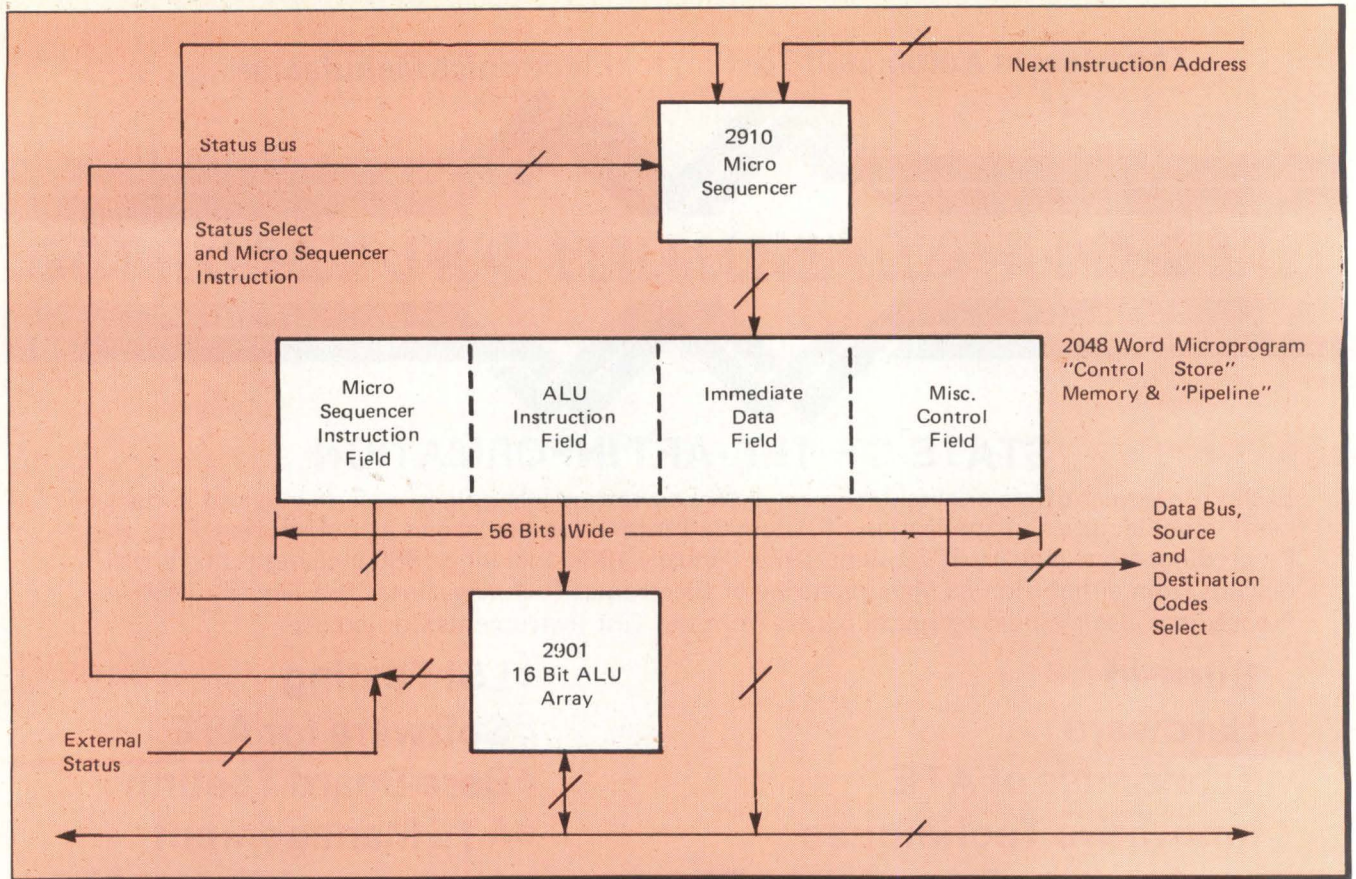 Next Instruction Address
2910
Micro
Sequencer
Status Bus
Status Select
and Micro Sequencer
Instruction
2048 Word Microprogram
"Control Store"
Memory & "Pipeline"
Micro
Sequencer
Instruction
Field
ALU
Instruction
Field
Immediate
Data
Field
Misc.
Control
Field
56 Bits Wide
Data Bus,
Source
and
Destination
Codes
Select
2901
16 Bit ALU
Array
External
Status